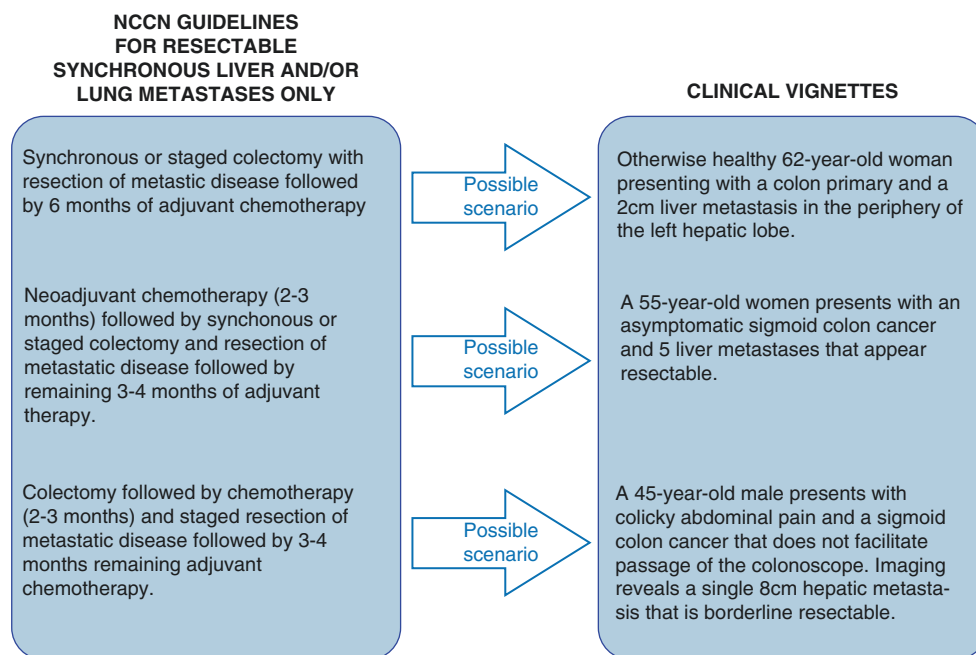 NCCN GUIDELINES
FOR RESECTABLE
SYNCHRONOUS LIVER AND/OR
LUNG METASTASES ONLY
CLINICAL VIGNETTES
Synchronous or staged colectomy with
resection of metastic disease followed
by 6 months of adjuvant chemotherapy
Possible
scenario
Otherwise healthy 62-year-old woman
presenting with a colon primary and a
2cm liver metastasis in the periphery of
the left hepatic lobe.
Neoadjuvant chemotherapy (2-3
months) followed by synchonous or
staged colectomy and resection of
metastatic disease followed by
remaining 3-4 months of adjuvant
therapy.
Possible
scenario
A 55-year-old women presents with an
asymptomatic sigmoid colon cancer
and 5 liver metastases that appear
resectable.
Colectomy followed by chemotherapy
(2-3 months) and staged resection of
metastatic disease followed by 3-4
months remaining adjuvant
chemotherapy.
Possible
scenario
A 45-year-old male presents with
colicky abdominal pain and a sigmoid
colon cancer that does not facilitate
passage of the colonoscope. Imaging
reveals a single 8cm hepatic metasta-
sis that is borderline resectable.